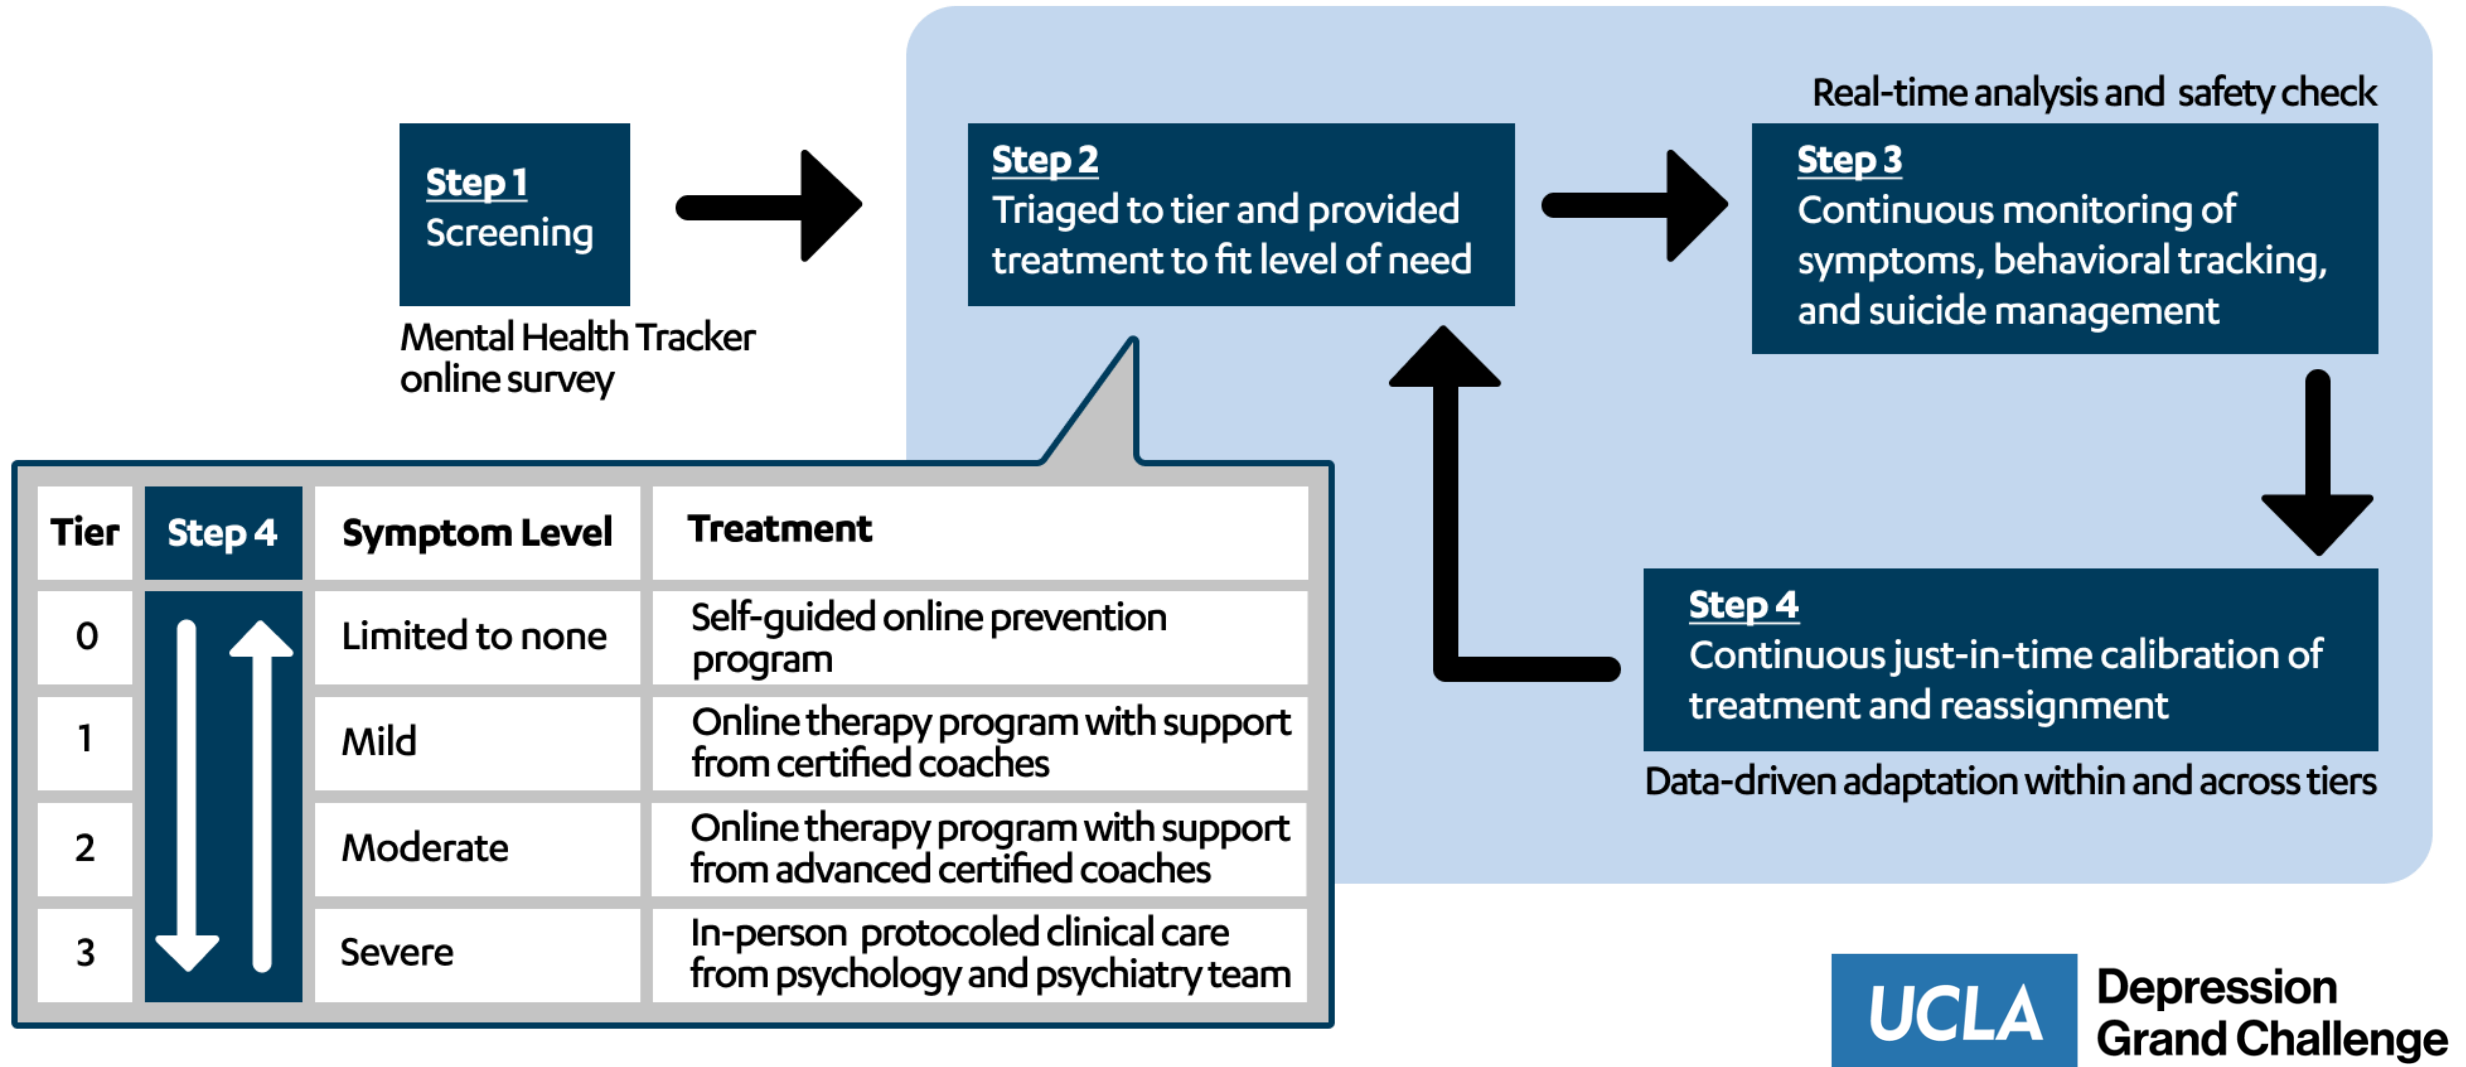 Step 1
Screening
Mental Health Tracker
online survey
Step 2
Triaged to tier and provided
treatment to fit level of need
Real-time analysis and safety check
Step 3
Continuous monitoring of
symptoms, behavioral tracking,
and suicide management
Step 4
Continuous just-in-time calibration of
treatment and reassignment
Data-driven adaptation within and across tiers
Tier Step 4 Symptom Level Treatment
0 Limited to none Self-guided online prevention
program
1 Mild Online therapy program with support
from certified coaches
2 Moderate Online therapy program with support
from advanced certified coaches
3 Severe In-person protocoled clinical care
from psychology and psychiatry team
UCLA Depression
Grand Challenge